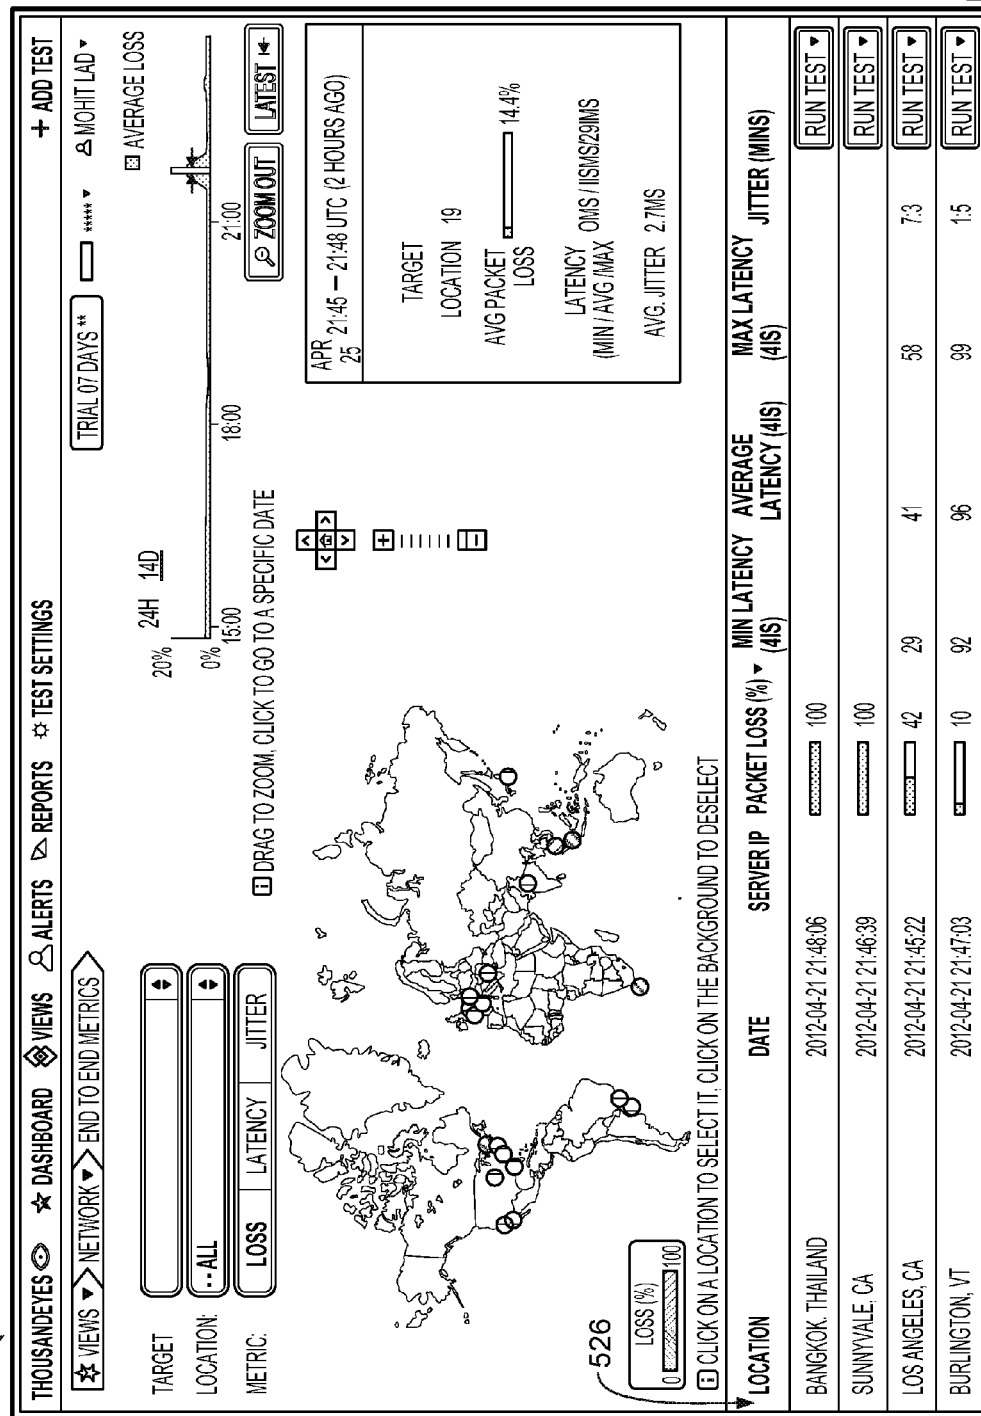 THOUSANDEYES DASHBOARD VIEWS ALERTS REPORTS TEST SETTINGS + ADD TEST
VIEWS ▼ NETWORK ▼ END TO END METRICS
TRIAL 07 DAYS ** ***** ▼ MOHIT LAD ▼
TARGET
LOCATION: -- ALL
METRIC: LOSS LATENCY JITTER
24H 14D
AVERAGE LOSS
20%
0%
15:00 18:00 21:00
i DRAG TO ZOOM, CLICK TO GO TO A SPECIFIC DATE
ZOOM OUT LATEST
APR 25 21:45 — 21:48 UTC (2 HOURS AGO)
TARGET
LOCATION 19
AVG PACKET LOSS 14.4%
LATENCY (MIN / AVG /MAX OMS / IISMS/29IMS
AVG. JITTER 2.7MS
526
LOSS (%)
0 100
i CLICK ON A LOCATION TO SELECT IT, CLICK ON THE BACKGROUND TO DESELECT
LOCATION DATE SERVER IP PACKET LOSS (%) ▼ MIN LATENCY (4IS) AVERAGE LATENCY (4IS) MAX LATENCY (4IS) JITTER (MINS)
BANGKOK. THAILAND 2012-04-21 21:48:06 100 RUN TEST ▼
SUNNYVALE, CA 2012-04-21 21:46:39 100 RUN TEST ▼
LOS ANGELES, CA 2012-04-21 21:45:22 42 29 41 58 7:3 RUN TEST ▼
BURLINGTON, VT 2012-04-21 21:47:03 10 92 96 99 1:5 RUN TEST ▼